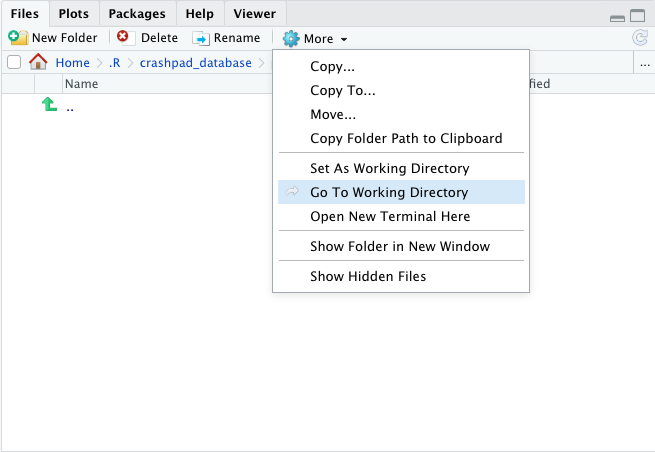 Files Plots Packages Help Viewer
New Folder Delete Rename More
Home .R crashpad_database ...
Name
..
Copy...
Copy To...
Move...
Copy Folder Path to Clipboard
Set As Working Directory
Go To Working Directory
Open New Terminal Here
Show Folder in New Window
Show Hidden Files